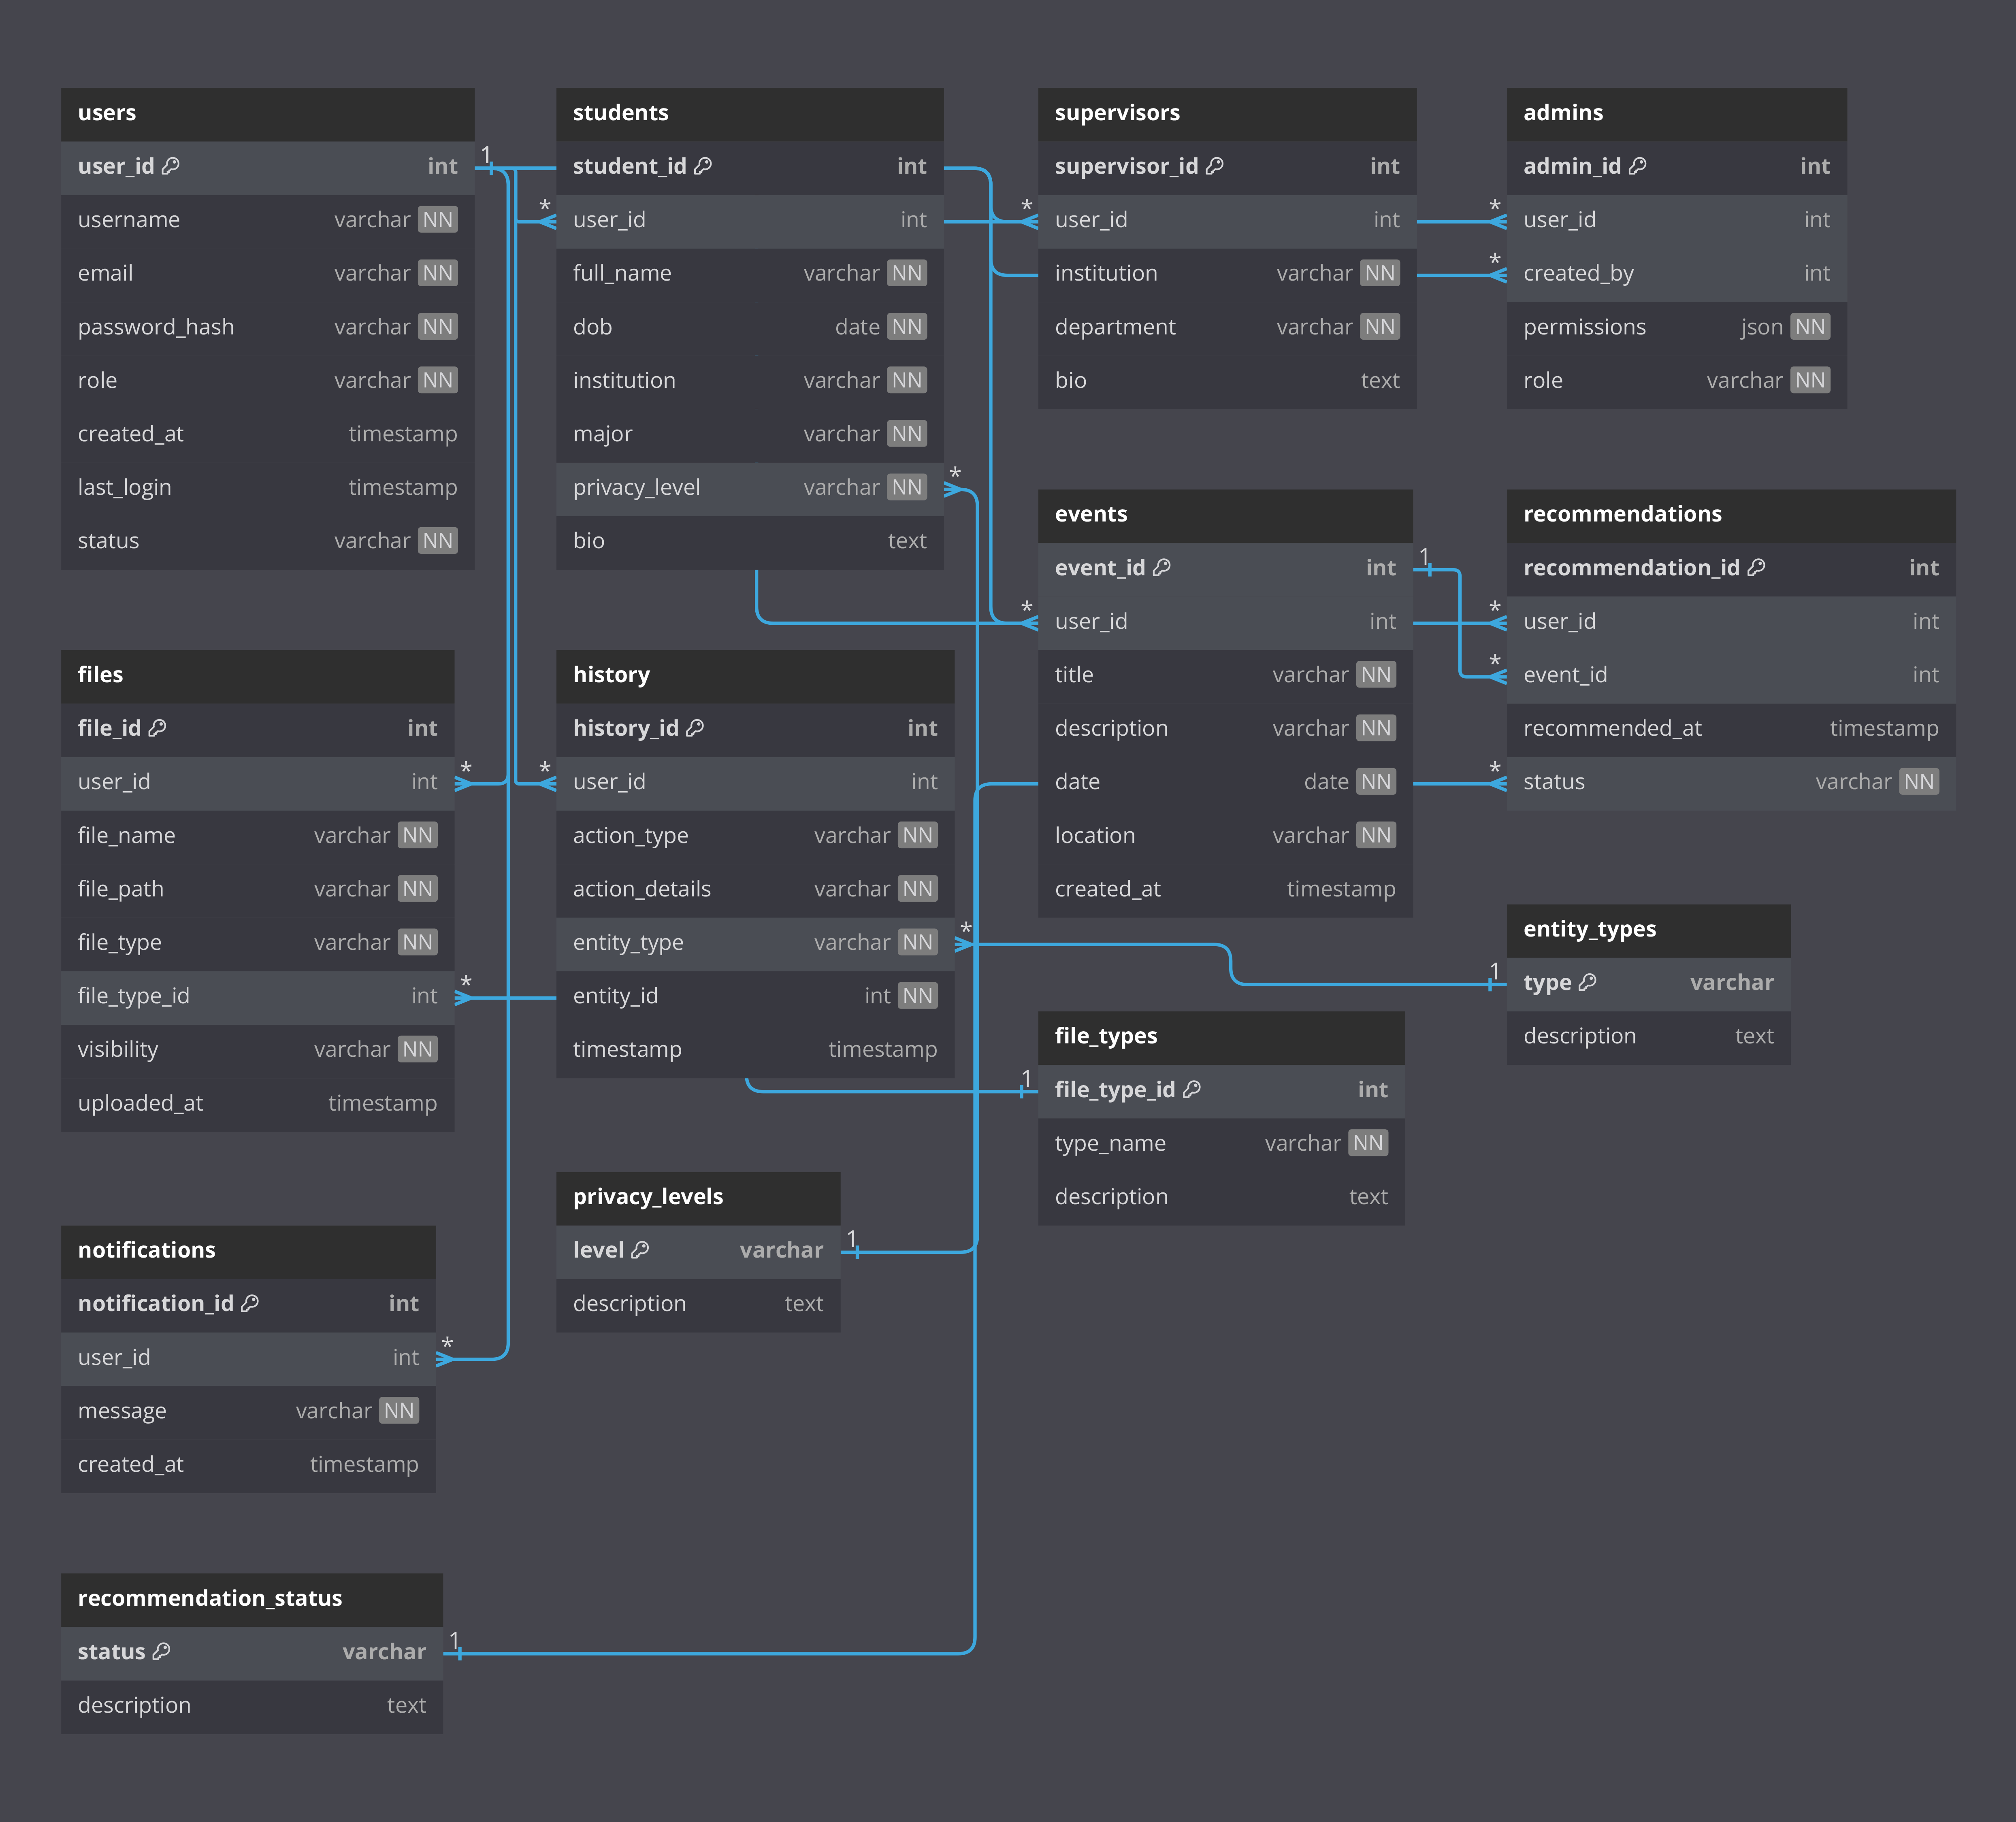 users
user_id int
username varchar NN
email varchar NN
password_hash varchar NN
role varchar NN
created_at timestamp
last_login timestamp
status varchar NN
students
student_id int
user_id int
full_name varchar NN
dob date NN
institution varchar NN
major varchar NN
privacy_level varchar NN
bio text
supervisors
supervisor_id int
user_id int
institution varchar NN
department varchar NN
bio text
admins
admin_id int
user_id int
created_by int
permissions json NN
role varchar NN
events
event_id int
user_id int
title varchar NN
description varchar NN
date date NN
location varchar NN
created_at timestamp
recommendations
recommendation_id int
user_id int
event_id int
recommended_at timestamp
status varchar NN
files
file_id int
user_id int
file_name varchar NN
file_path varchar NN
file_type varchar NN
file_type_id int
visibility varchar NN
uploaded_at timestamp
history
history_id int
user_id int
action_type varchar NN
action_details varchar NN
entity_type varchar NN
entity_id int NN
timestamp timestamp
entity_types
type varchar
description text
file_types
file_type_id int
type_name varchar NN
description text
privacy_levels
level varchar
description text
notifications
notification_id int
user_id int
message varchar NN
created_at timestamp
recommendation_status
status varchar
description text
1
*
*
*
*
*
*
1
*
*
*
*
*
*
*
1
1
1
*
1